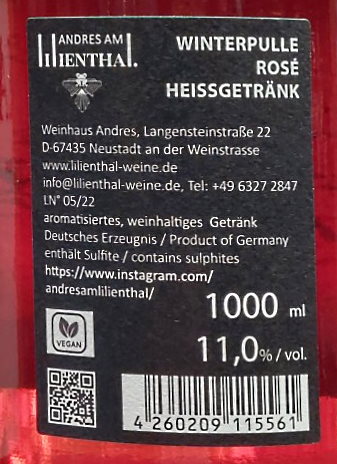 ANDRES AM
LILIENTHAL.
WINTERPULLE
ROSÉ
HEISSGETRÄNK
Weinhaus Andres, Langensteinstraße 22
D-67435 Neustadt an der Weinstrasse
www.lilienthal-weine.de
info@lilienthal-weine.de, Tel: +49 6327 2847
LN° 05/22
aromatisiertes, weinhaltiges Getränk
Deutsches Erzeugnis / Product of Germany
enthält Sulfite / contains sulphites
https://www.instagram.com/
andresamlilienthal/
1000 ml
VEGAN
11,0% / vol.
4 260209 115561